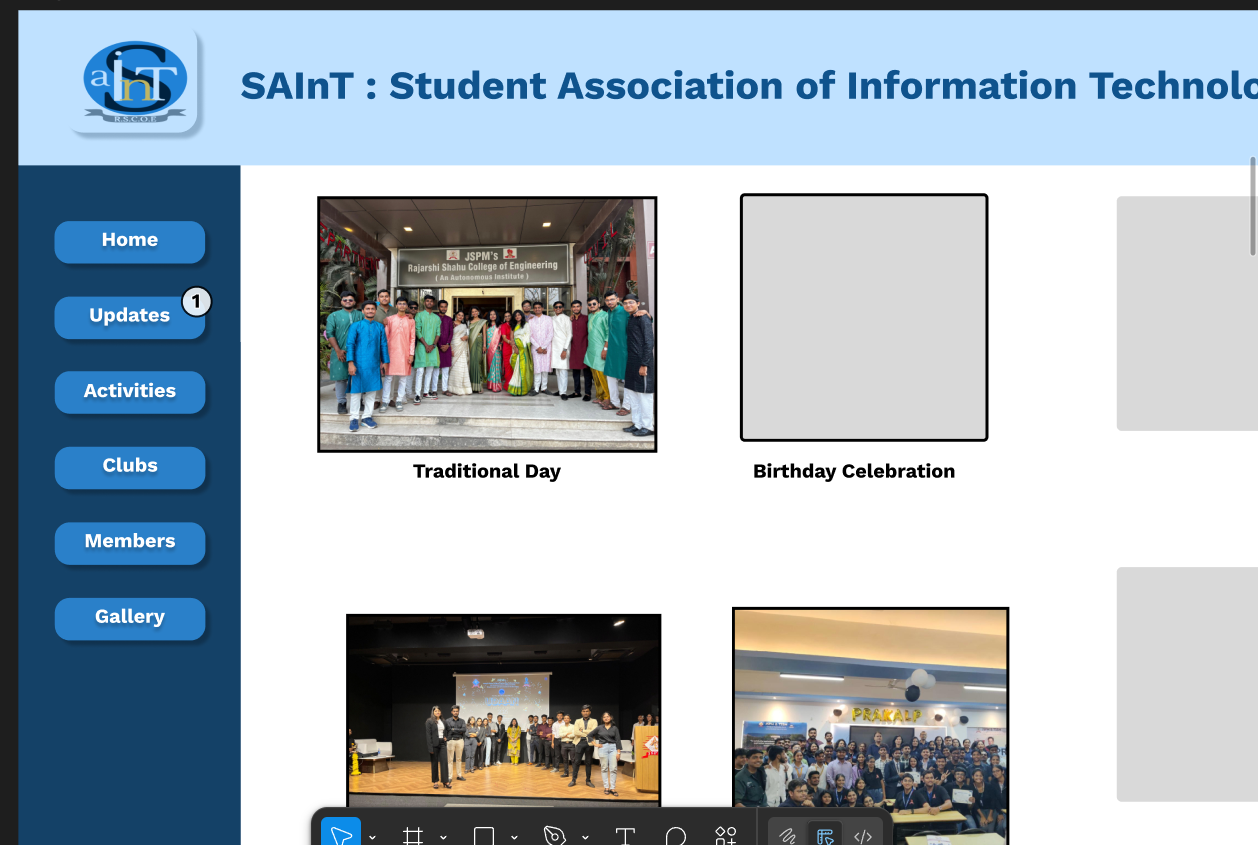 aSInT
R.S.C.O.E
SAInT : Student Association of Information Technolo
Home
Updates
1
Activities
Clubs
Members
Gallery
JSPM's
Rajarshi Shahu College of Engineering
( An Autonomous Institute )
Traditional Day
Birthday Celebration
PRAKALP